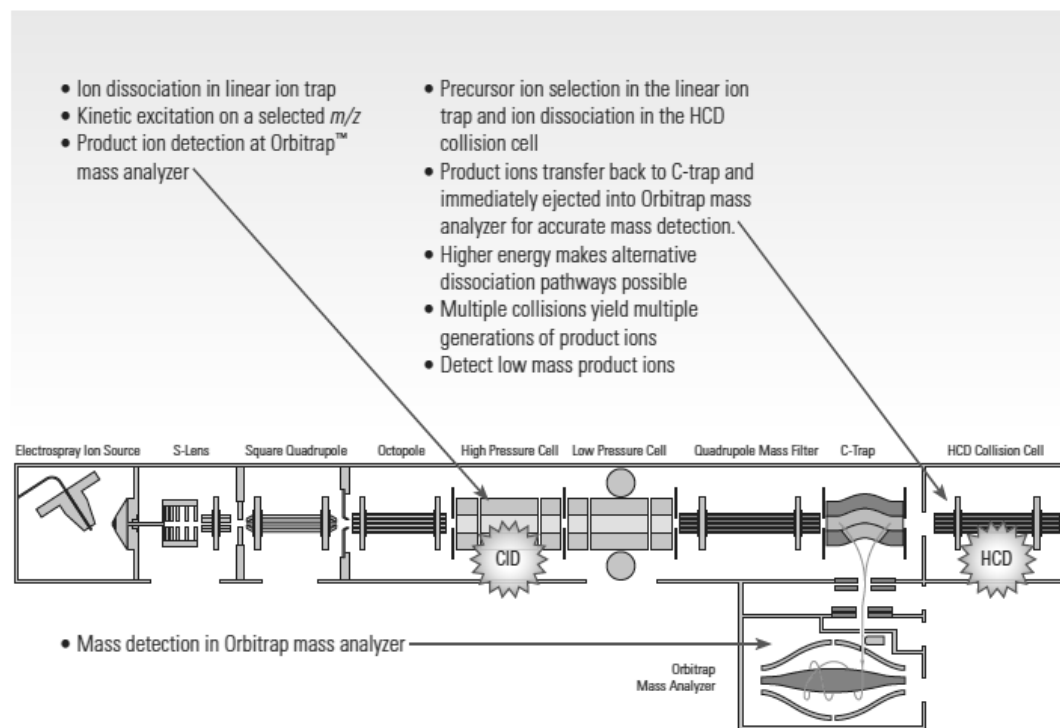 • Ion dissociation in linear ion trap
• Kinetic excitation on a selected m/z
• Product ion detection at Orbitrap™
mass analyzer
• Precursor ion selection in the linear ion
trap and ion dissociation in the HCD
collision cell
• Product ions transfer back to C-trap and
immediately ejected into Orbitrap mass
analyzer for accurate mass detection.
• Higher energy makes alternative
dissociation pathways possible
• Multiple collisions yield multiple
generations of product ions
• Detect low mass product ions
Electrospray Ion Source
S-Lens
Square Quadrupole
Octopole
High Pressure Cell
Low Pressure Cell
Quadrupole Mass Filter
C-Trap
HCD Collision Cell
CID
HCD
• Mass detection in Orbitrap mass analyzer
Orbitrap
Mass Analyzer